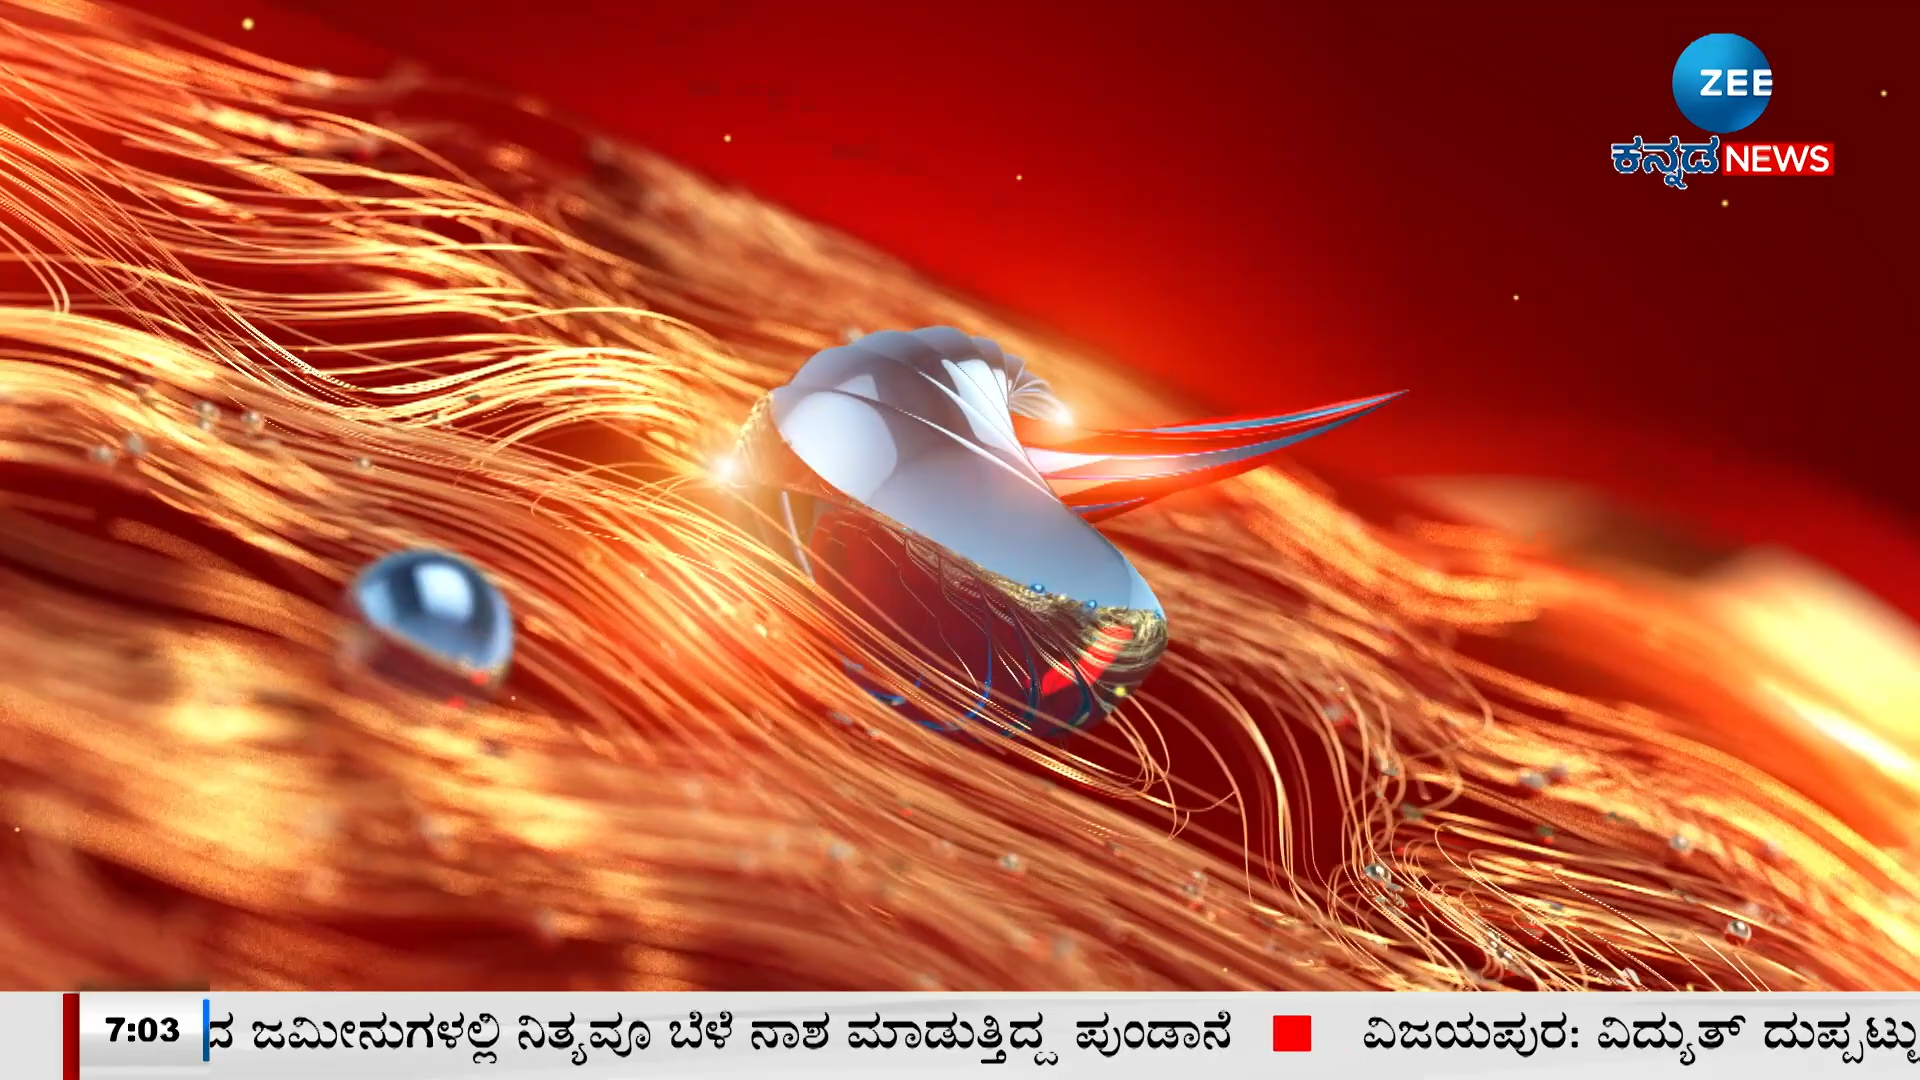 ZEE
ಕನ್ನಡ NEWS
7:03 ದ ಜಮೀನುಗಳಲ್ಲಿ ನಿತ್ಯವೂ ಬೆಳೆ ನಾಶ ಮಾಡುತ್ತಿದ್ದ ಪುಂಡಾನೆ ವಿಜಯಪುರ: ವಿದ್ಯುತ್